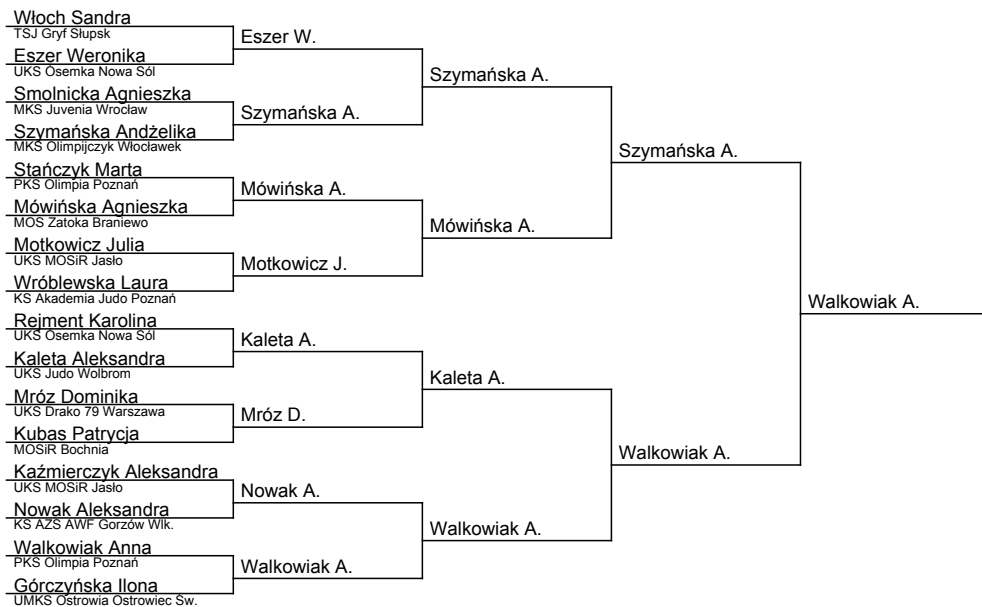 Włoch Sandra
TSJ Gryf Słupsk
Eszer Weronika
UKS Ósemka Nowa Sól
Smolnicka Agnieszka
MKS Juvenia Wrocław
Szymańska Andżelika
MKS Olimpijczyk Włocławek
Stańczyk Marta
PKS Olimpia Poznań
Mówińska Agnieszka
MOS Zatoka Braniewo
Motkowicz Julia
UKS MOSiR Jasło
Wróblewska Laura
KS Akademia Judo Poznań
Rejment Karolina
UKS Ósemka Nowa Sól
Kaleta Aleksandra
UKS Judo Wolbrom
Mróz Dominika
UKS Drako 79 Warszawa
Kubas Patrycja
MOSiR Bochnia
Kaźmierczyk Aleksandra
UKS MOSiR Jasło
Nowak Aleksandra
KS AZS AWF Gorzów Wlk.
Walkowiak Anna
PKS Olimpia Poznań
Górczyńska Ilona
UMKS Ostrovia Ostrowiec Św.
Eszer W.
Szymańska A.
Mówińska A.
Motkowicz J.
Kaleta A.
Mróz D.
Nowak A.
Walkowiak A.
Szymańska A.
Mówińska A.
Kaleta A.
Walkowiak A.
Szymańska A.
Walkowiak A.
Walkowiak A.